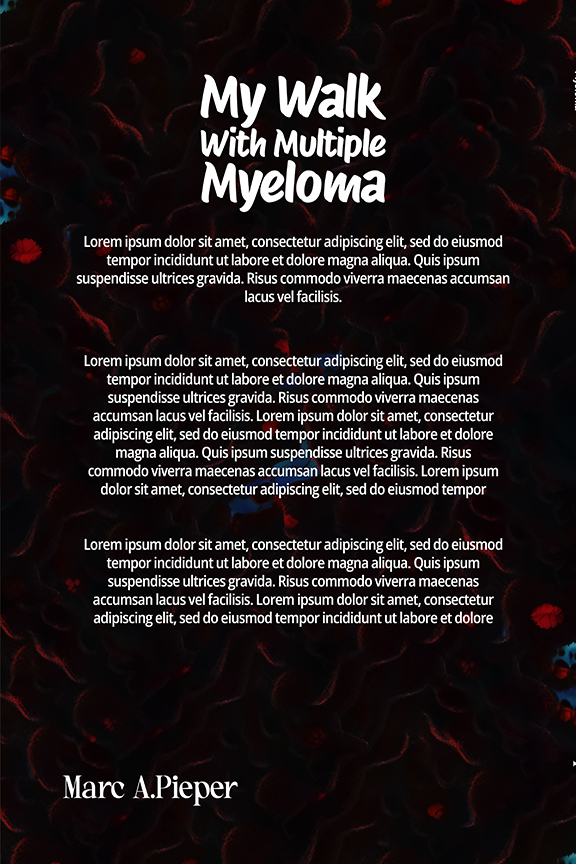 My Walk
With Multiple
Myeloma
Lorem ipsum dolor sit amet, consectetur adipiscing elit, sed do eiusmod
tempor incididunt ut labore et dolore magna aliqua. Quis ipsum
suspendisse ultrices gravida. Risus commodo viverra maecenas accumsan
lacus vel facilisis.
Lorem ipsum dolor sit amet, consectetur adipiscing elit, sed do eiusmod
tempor incididunt ut labore et dolore magna aliqua. Quis ipsum
suspendisse ultrices gravida. Risus commodo viverra maecenas
accumsan lacus vel facilisis. Lorem ipsum dolor sit amet, consectetur
adipiscing elit, sed do eiusmod tempor incididunt ut labore et dolore
magna aliqua. Quis ipsum suspendisse ultrices gravida. Risus
commodo viverra maecenas accumsan lacus vel facilisis. Lorem ipsum
dolor sit amet, consectetur adipiscing elit, sed do eiusmod tempor
Lorem ipsum dolor sit amet, consectetur adipiscing elit, sed do eiusmod
tempor incididunt ut labore et dolore magna aliqua. Quis ipsum
suspendisse ultrices gravida. Risus commodo viverra maecenas
accumsan lacus vel facilisis. Lorem ipsum dolor sit amet, consectetur
adipiscing elit, sed do eiusmod tempor incididunt ut labore et dolore
Marc A.Pieper